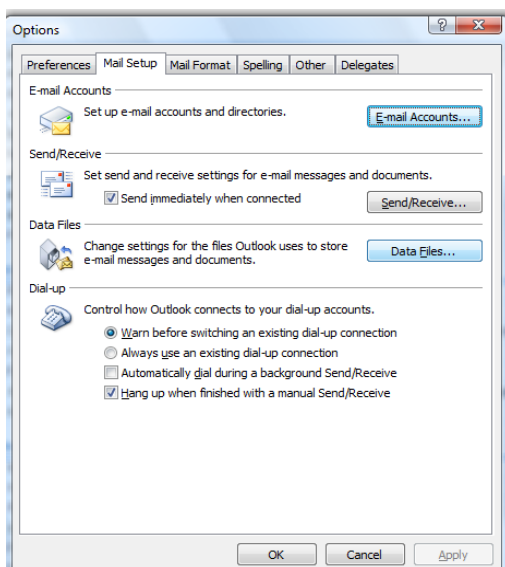 Options
Preferences Mail Setup Mail Format Spelling Other Delegates
E-mail Accounts
Set up e-mail accounts and directories.
E-mail Accounts...
Send/Receive
Set send and receive settings for e-mail messages and documents.
Send immediately when connected
Send/Receive...
Data Files
Change settings for the files Outlook uses to store
e-mail messages and documents.
Data Files...
Dial-up
Control how Outlook connects to your dial-up accounts.
Warn before switching an existing dial-up connection
Always use an existing dial-up connection
Automatically dial during a background Send/Receive
Hang up when finished with a manual Send/Receive
OK Cancel Apply